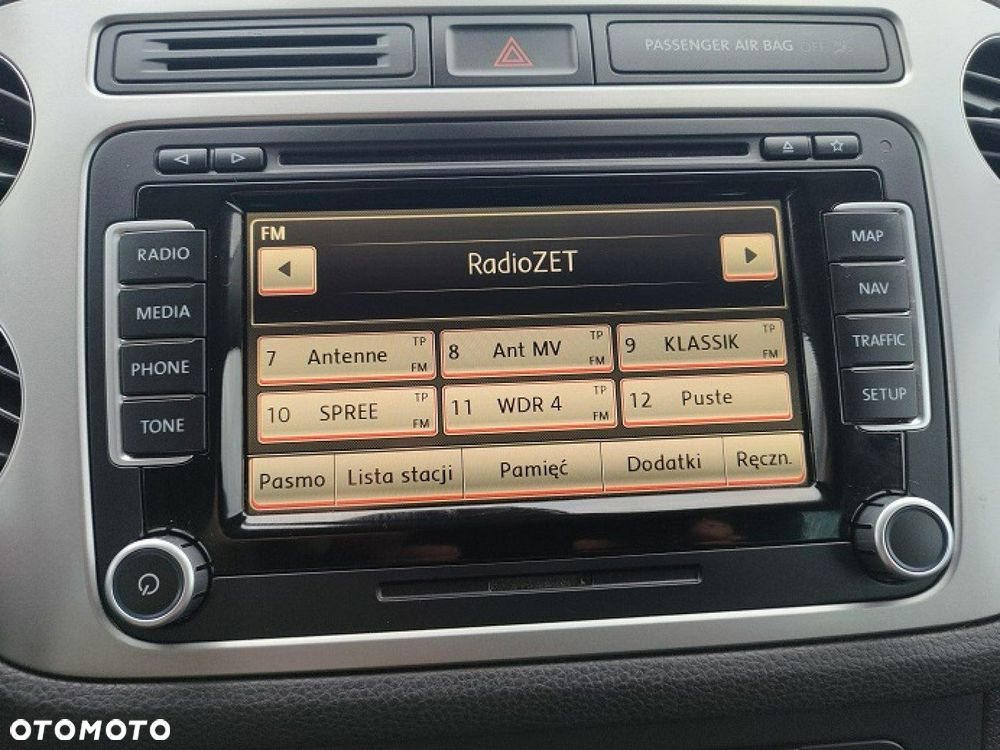 PASSENGER AIR BAG OFF
RADIO
MEDIA
PHONE
TONE
FM
RadioZET
7 Antenne TP FM
8 Ant MV TP FM
9 KLASSIK TP FM
10 SPREE TP FM
11 WDR 4 TP FM
12 Puste
Pasmo Lista stacji Pamięć Dodatki Ręczn.
MAP
NAV
TRAFFIC
SETUP
OTOMOTO